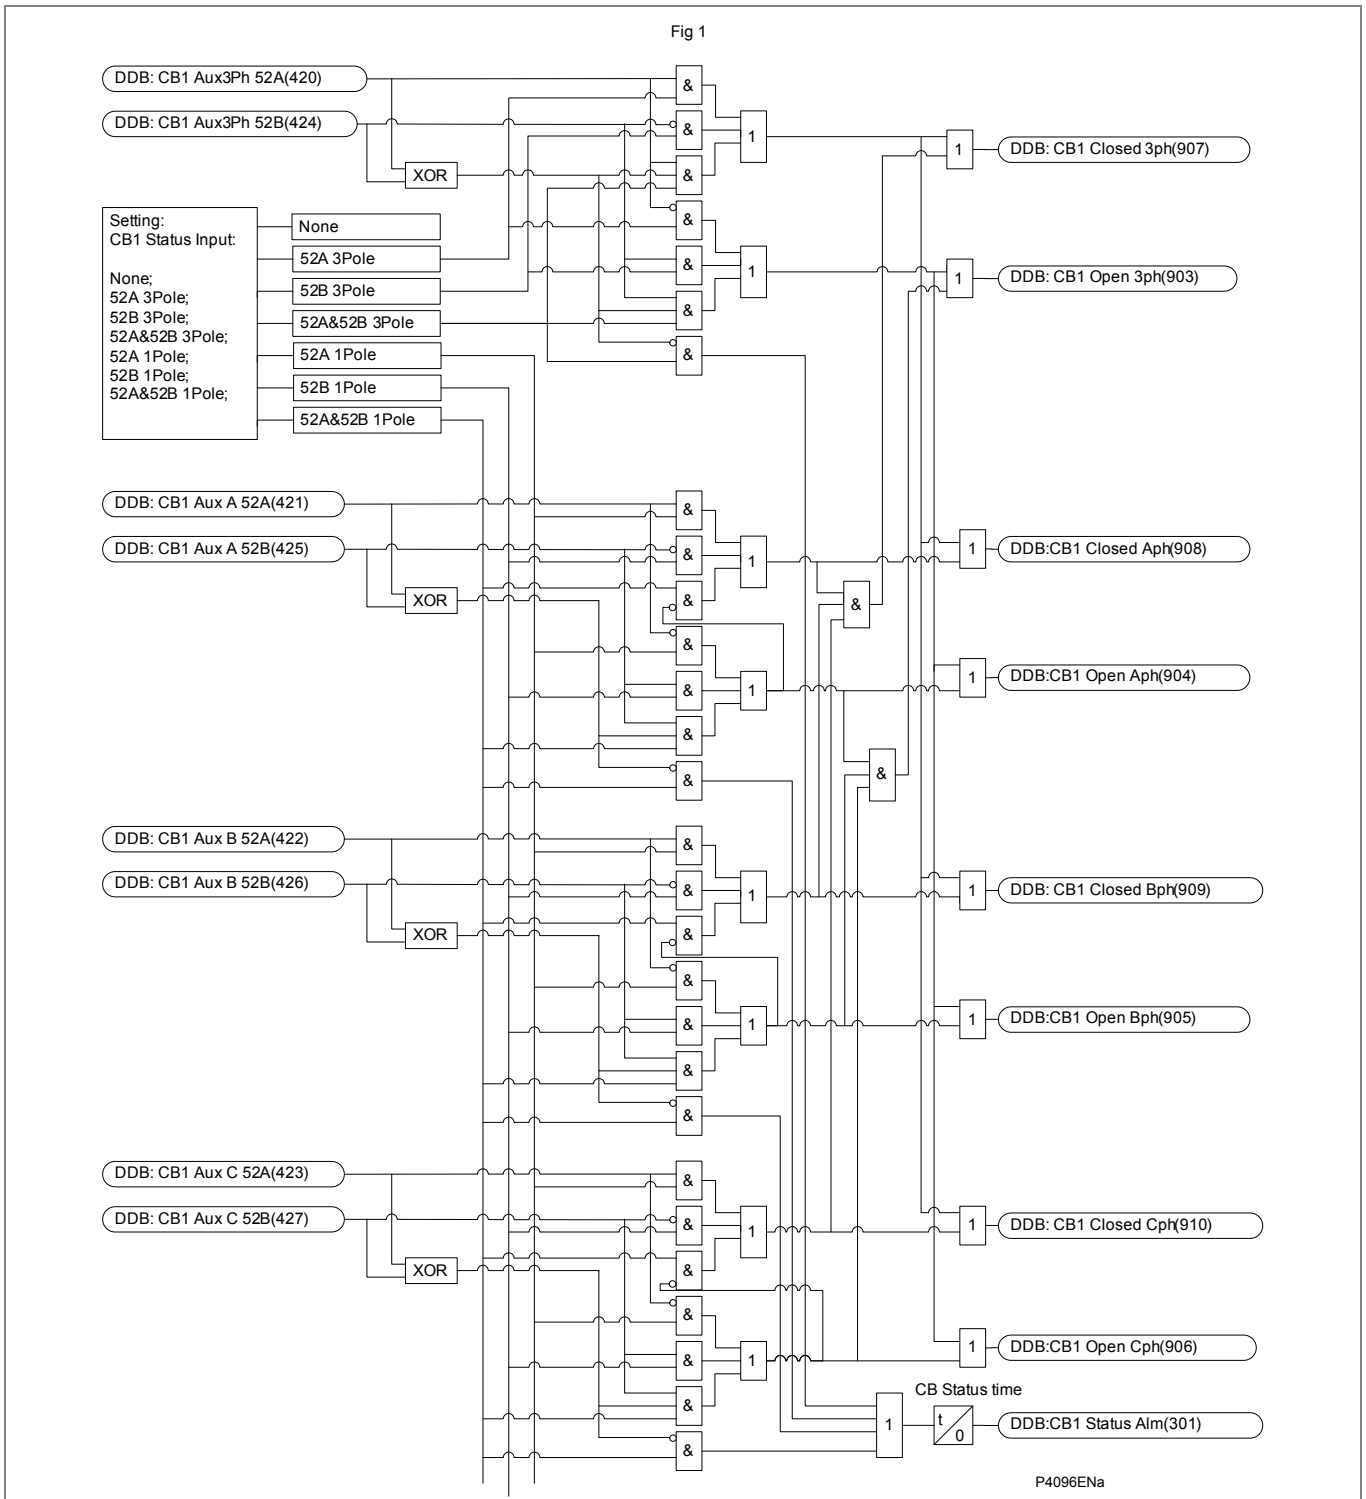 Fig 1
DDB: CB1 Aux3Ph 52A(420)
&
DDB: CB1 Aux3Ph 52B(424)
&
1
1
DDB: CB1 Closed 3ph(907)
XOR
&
Setting:
CB1 Status Input:
None;
52A 3Pole;
52B 3Pole;
52A&52B 3Pole;
52A 1Pole;
52B 1Pole;
52A&52B 1Pole;
None
52A 3Pole
52B 3Pole
52A&52B 3Pole
52A 1Pole
52B 1Pole
52A&52B 1Pole
&
&
1
1
DDB: CB1 Open 3ph(903)
&
&
DDB: CB1 Aux A 52A(421)
&
DDB: CB1 Aux A 52B(425)
&
1
1
DDB:CB1 Closed Aph(908)
XOR
&
&
&
&
1
1
DDB:CB1 Open Aph(904)
&
&
&
DDB: CB1 Aux B 52A(422)
&
DDB: CB1 Aux B 52B(426)
&
1
1
DDB: CB1 Closed Bph(909)
XOR
&
&
&
1
1
DDB:CB1 Open Bph(905)
&
&
DDB: CB1 Aux C 52A(423)
&
DDB: CB1 Aux C 52B(427)
&
1
1
DDB: CB1 Closed Cph(910)
XOR
&
&
&
1
1
DDB:CB1 Open Cph(906)
&
CB Status time
1
t
0
DDB:CB1 Status Alm(301)
&
P4096ENa